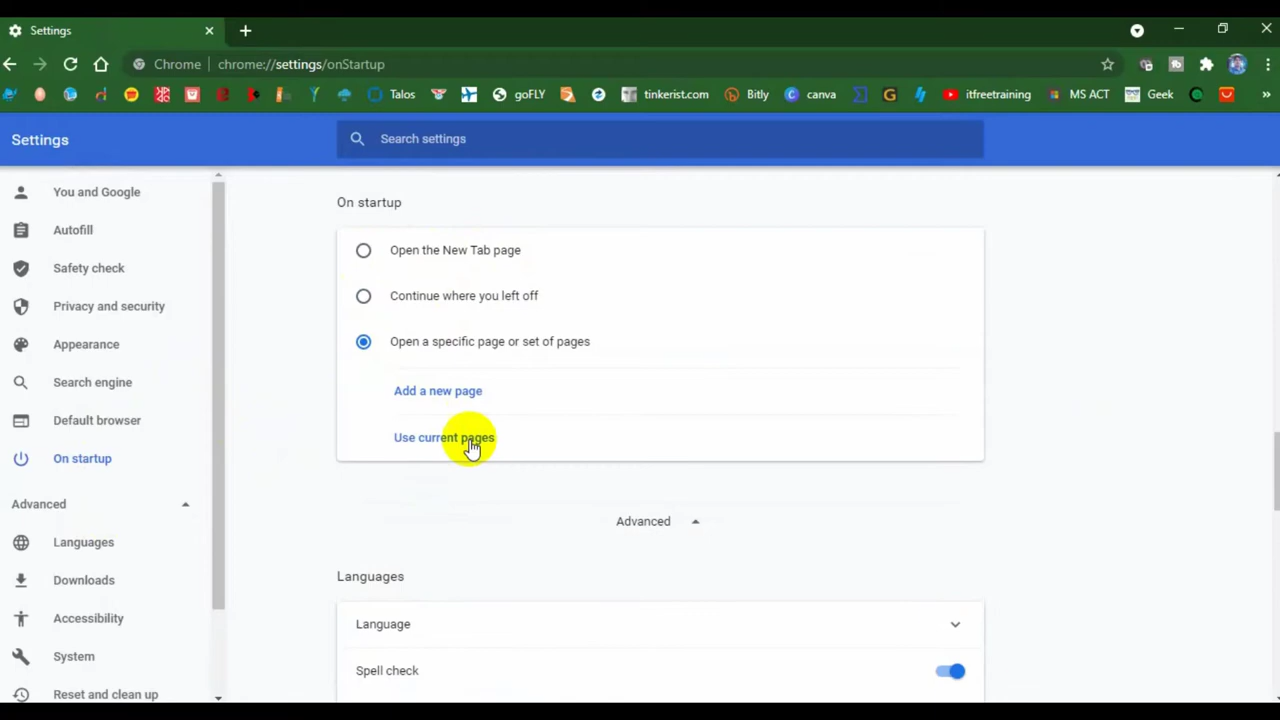 Settings
Chrome
chrome://settings/onStartup
Talos
goFLY
tinkerist.com
Bitly
canva
itfreetraining
MS ACT
Geek
Settings
Search settings
You and Google
Autofill
Safety check
Privacy and security
Appearance
Search engine
Default browser
On startup
Advanced
Languages
Downloads
Accessibility
System
Reset and clean up
On startup
Open the New Tab page
Continue where you left off
Open a specific page or set of pages
Add a new page
Use current pages
Advanced
Languages
Language
Spell check